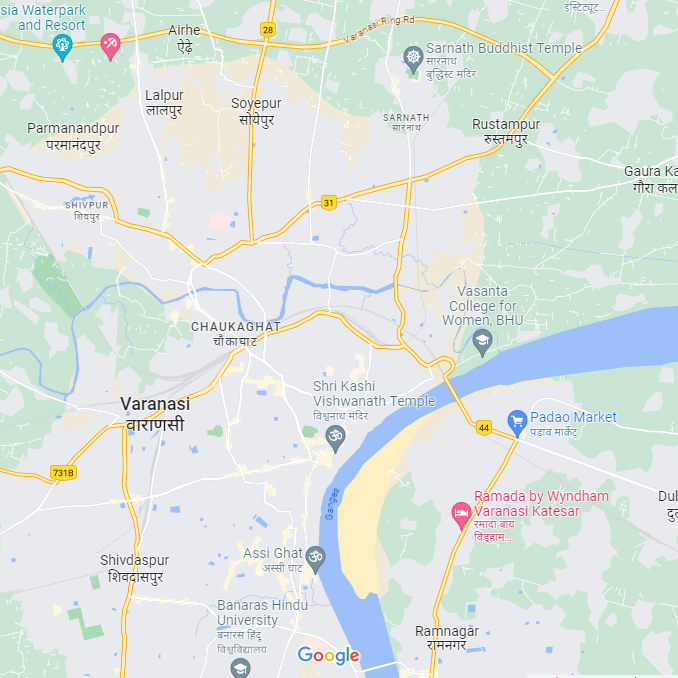 sia Waterpark
and Resort
Airhe
ऐढ़े
28
Varanasi Ring Rd
Sarnath Buddhist Temple
सारनाथ
बुद्धिस्ट मंदिर
डिस्टिट्यूट...
Lalpur
लालपुर
Soyepur
सोयेपुर
SARNATH
सारनाथ
Rustampur
रुस्तमपुर
Parmanandpur
परमानंदपुर
Gaura Ka
गौरा कल
SHIVPUR
शिवपुर
31
Vasanta
College for
Women, BHU
CHAUKAGHAT
चौकाघाट
Shri Kashi
Vishwanath Temple
विश्वनाथ मंदिर
Varanasi
वाराणसी
44
Padao Market
पड़ाव मार्केट
731B
Ganges
Ramada by Wyndham
Varanasi Katesar
रमादा बाय
विंड्हाम...
Dul
दुल
Shivdaspur
शिवदासपुर
Assi Ghat
अस्सी घाट
Banaras Hindu
University
बनारस हिंदू
विश्वविद्यालय
Ramnagar
रामनगर
Google